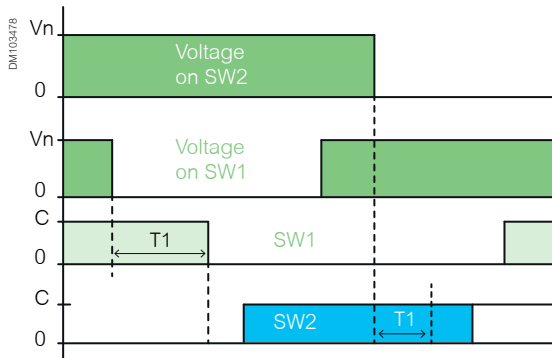 DM103478
Vn
Voltage
on SW2
0
Vn
Voltage
on SW1
0
C
T1
SW1
0
C
SW2
T1
0